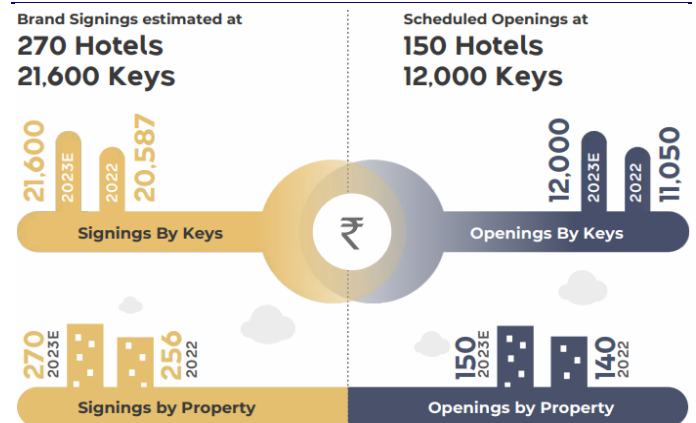 Brand Signings estimated at
270 Hotels
21,600 Keys
Scheduled Openings at
150 Hotels
12,000 Keys
21,600
2023E
2022
20,587
Signings By Keys
12,000
2023E
2022
11,050
Openings By Keys
₹
270
2023E
256
2022
Signings by Property
150
2023E
140
2022
Openings by Property